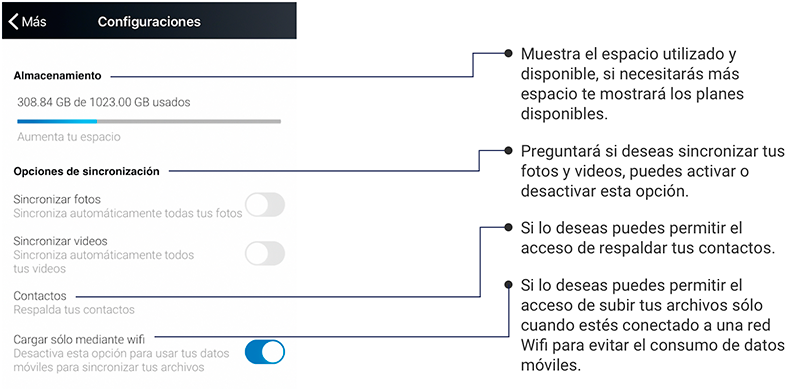 Más
Configuraciones
Almacenamiento
308.84 GB de 1023.00 GB usados
Aumenta tu espacio
Opciones de sincronización
Sincronizar fotos
Sincroniza automáticamente todas tus fotos
Sincronizar videos
Sincroniza automáticamente todos
tus videos
Contactos
Respalda tus contactos
Cargar sólo mediante wifi
Desactiva esta opción para usar tus datos
móviles para sincronizar tus archivos
Muestra el espacio utilizado y
disponible, si necesitarás más
espacio te mostrará los planes
disponibles.
Preguntará si deseas sincronizar tus
fotos y videos, puedes activar o
desactivar esta opción.
Si lo deseas puedes permitir el
acceso de respaldar tus contactos.
Si lo deseas puedes permitir el
acceso de subir tus archivos sólo
cuando estés conectado a una red
Wifi para evitar el consumo de datos
móviles.